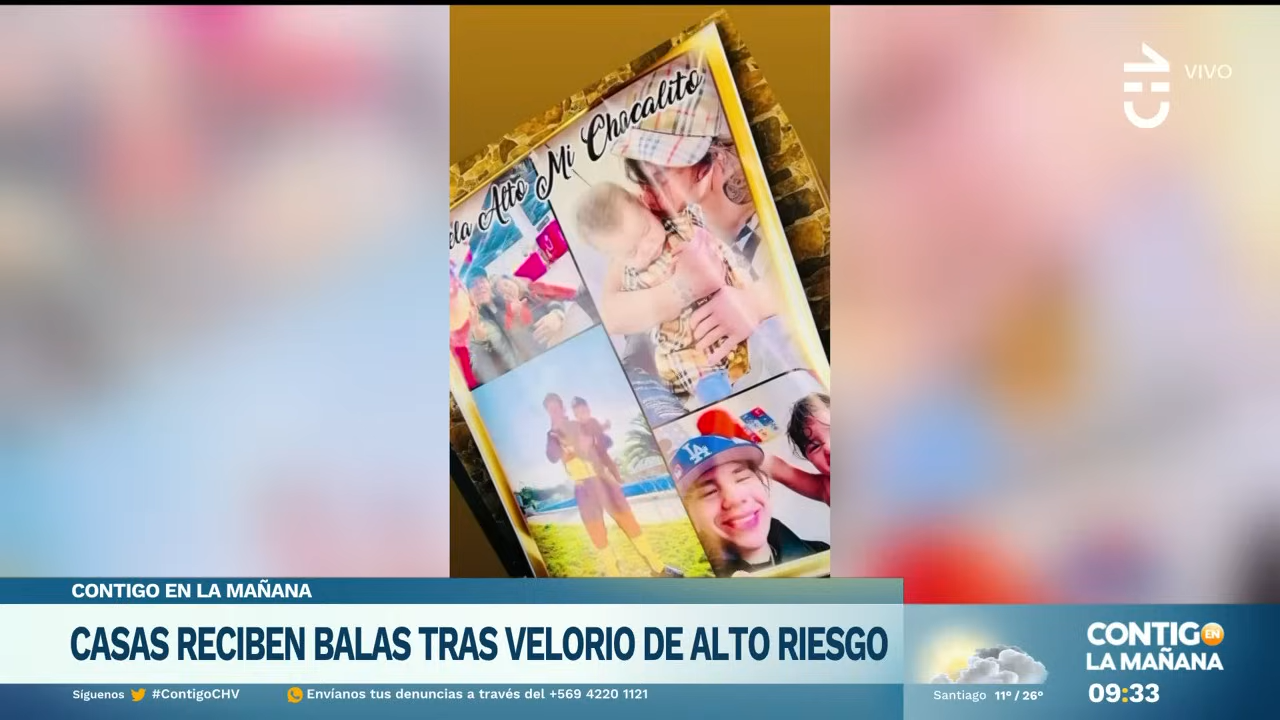 CHV VIVO
Alto Mi Chocalito
LA
CONTIGO EN LA MAÑANA
CASAS RECIBEN BALAS TRAS VELORIO DE ALTO RIESGO
Síguenos #ContigoCHV Envíanos tus denuncias a través del +569 4220 1121
Santiago 11° / 26°
CONTIGO EN
LA MAÑANA
09:33